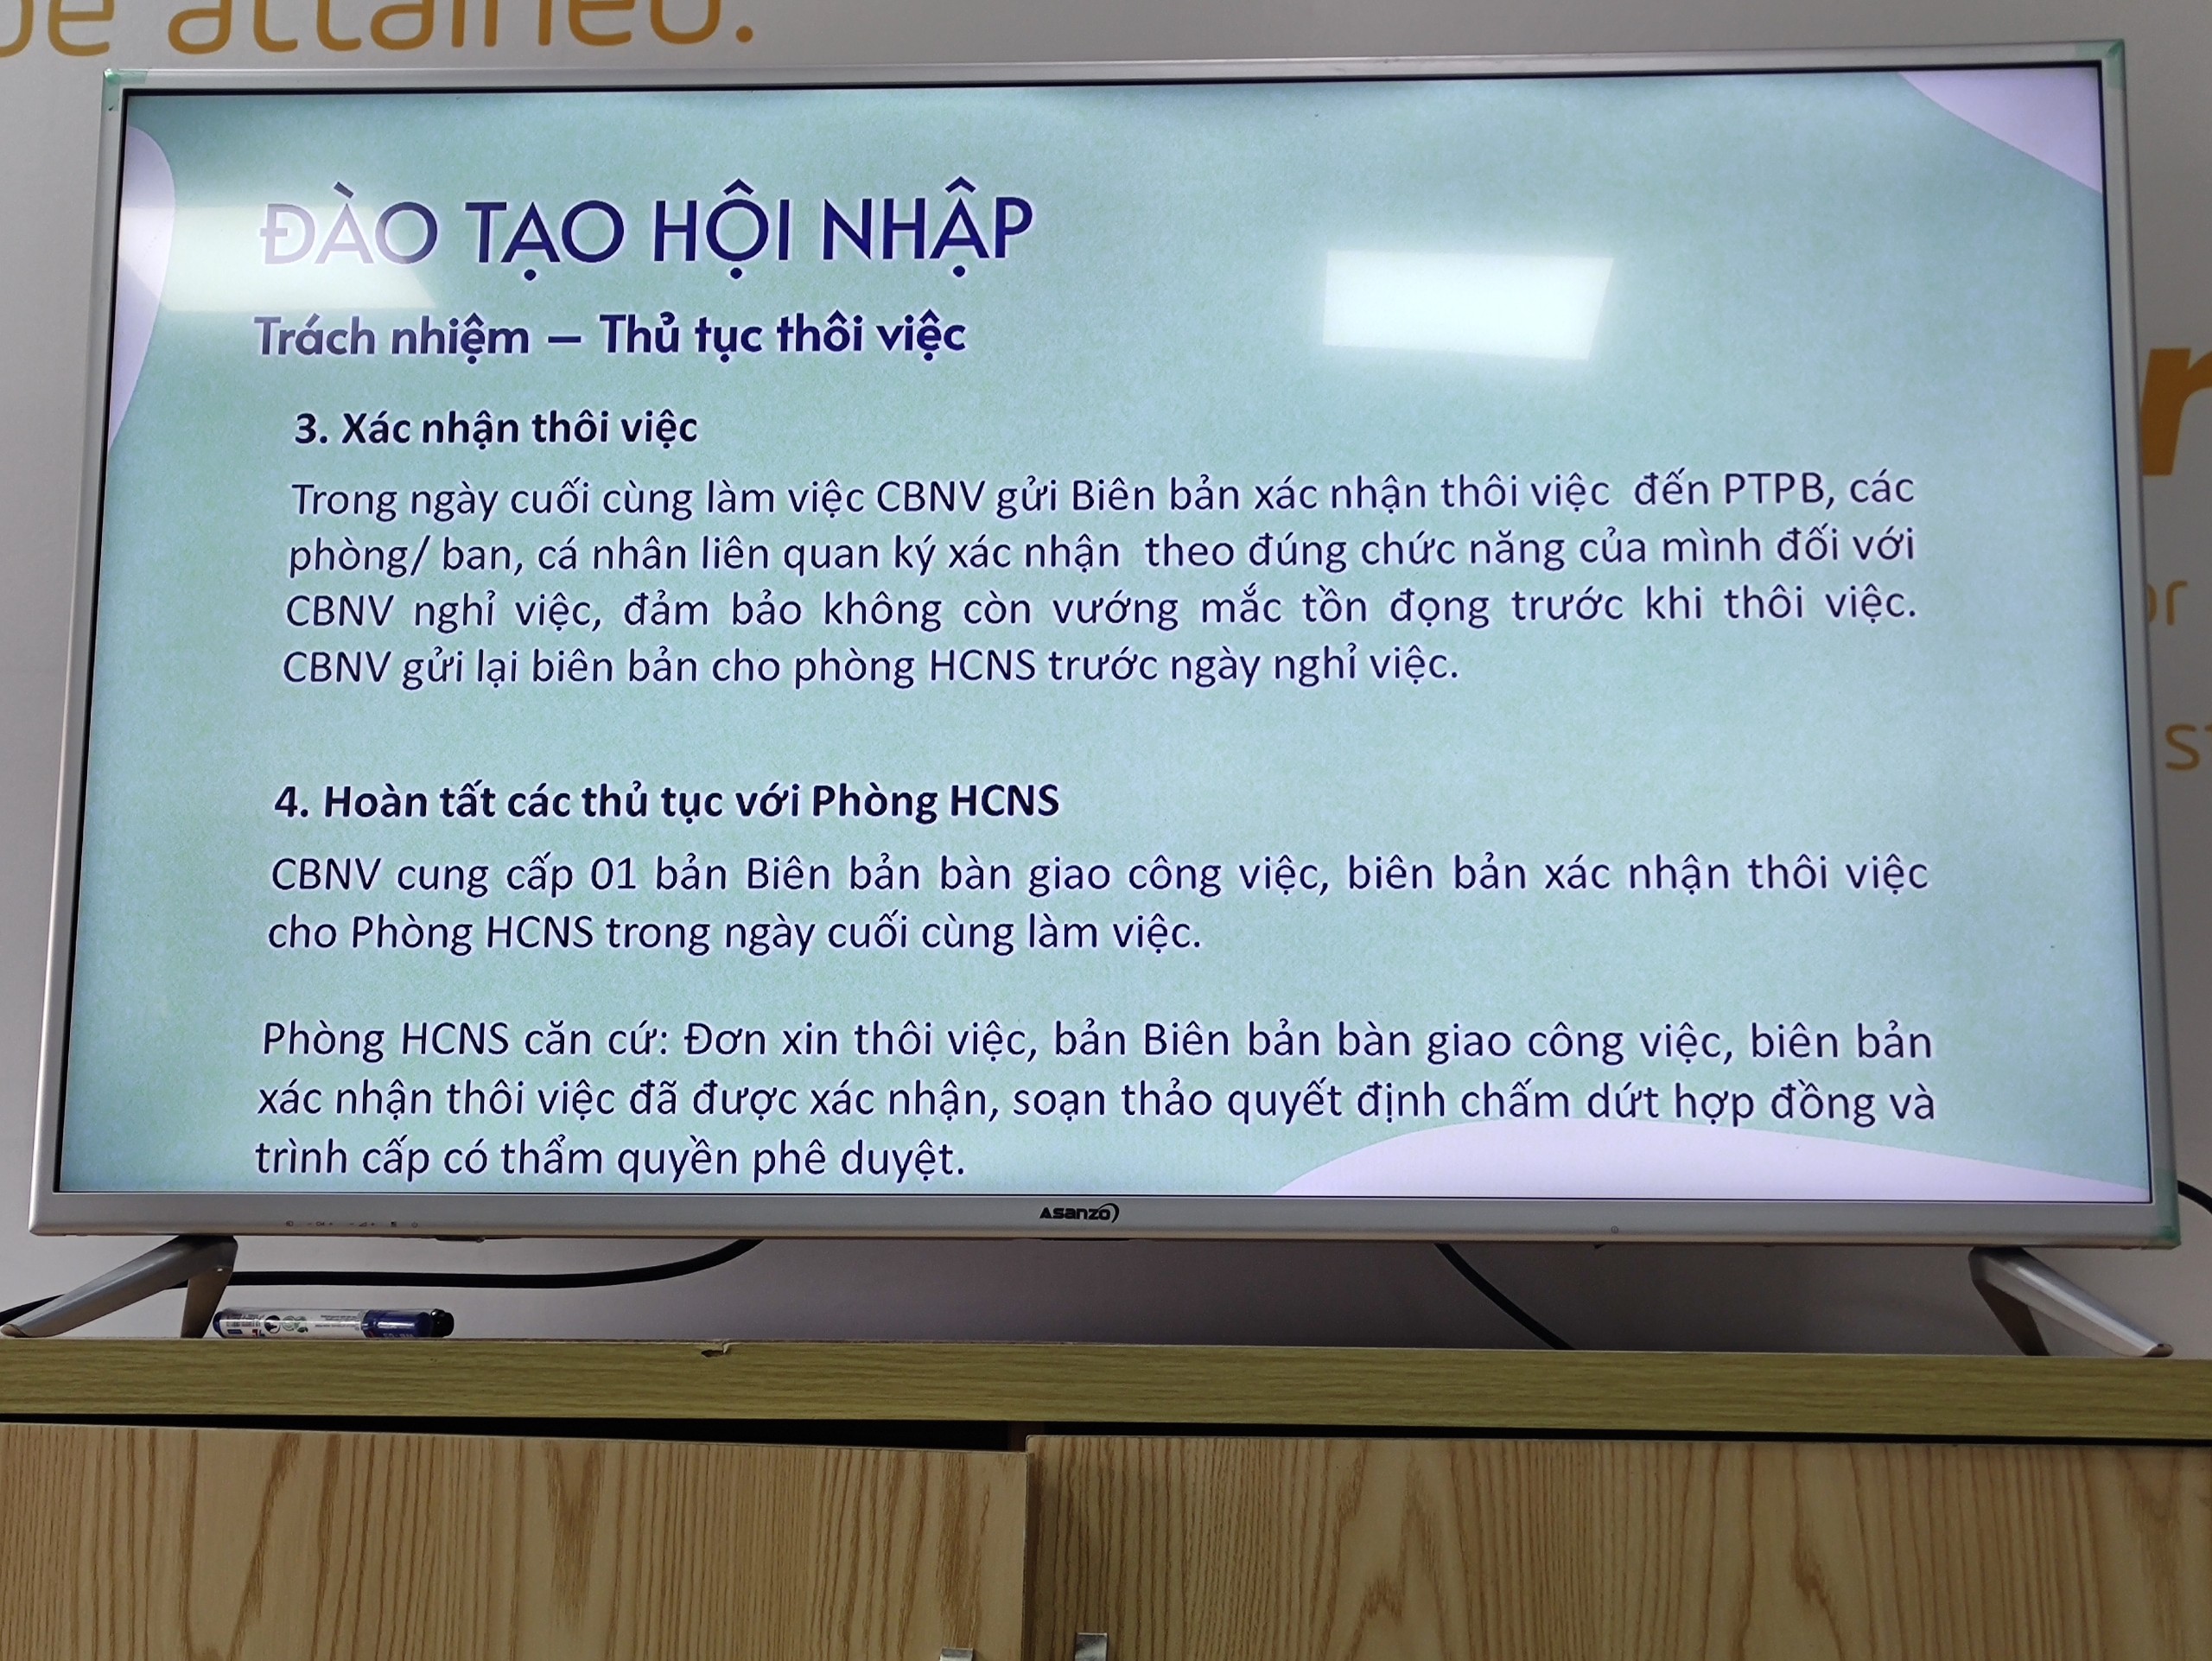 be attained.
ĐÀO TẠO HỘI NHẬP
Trách nhiệm – Thủ tục thôi việc
3. Xác nhận thôi việc
Trong ngày cuối cùng làm việc CBNV gửi Biên bản xác nhận thôi việc đến PTPB, các
phòng/ ban, cá nhân liên quan ký xác nhận theo đúng chức năng của mình đối với
CBNV nghỉ việc, đảm bảo không còn vướng mắc tồn đọng trước khi thôi việc.
CBNV gửi lại biên bản cho phòng HCNS trước ngày nghỉ việc.
4. Hoàn tất các thủ tục với Phòng HCNS
CBNV cung cấp 01 bản Biên bản bàn giao công việc, biên bản xác nhận thôi việc
cho Phòng HCNS trong ngày cuối cùng làm việc.
Phòng HCNS căn cứ: Đơn xin thôi việc, bản Biên bản bàn giao công việc, biên bản
xác nhận thôi việc đã được xác nhận, soạn thảo quyết định chấm dứt hợp đồng và
trình cấp có thẩm quyền phê duyệt.
Asanzo